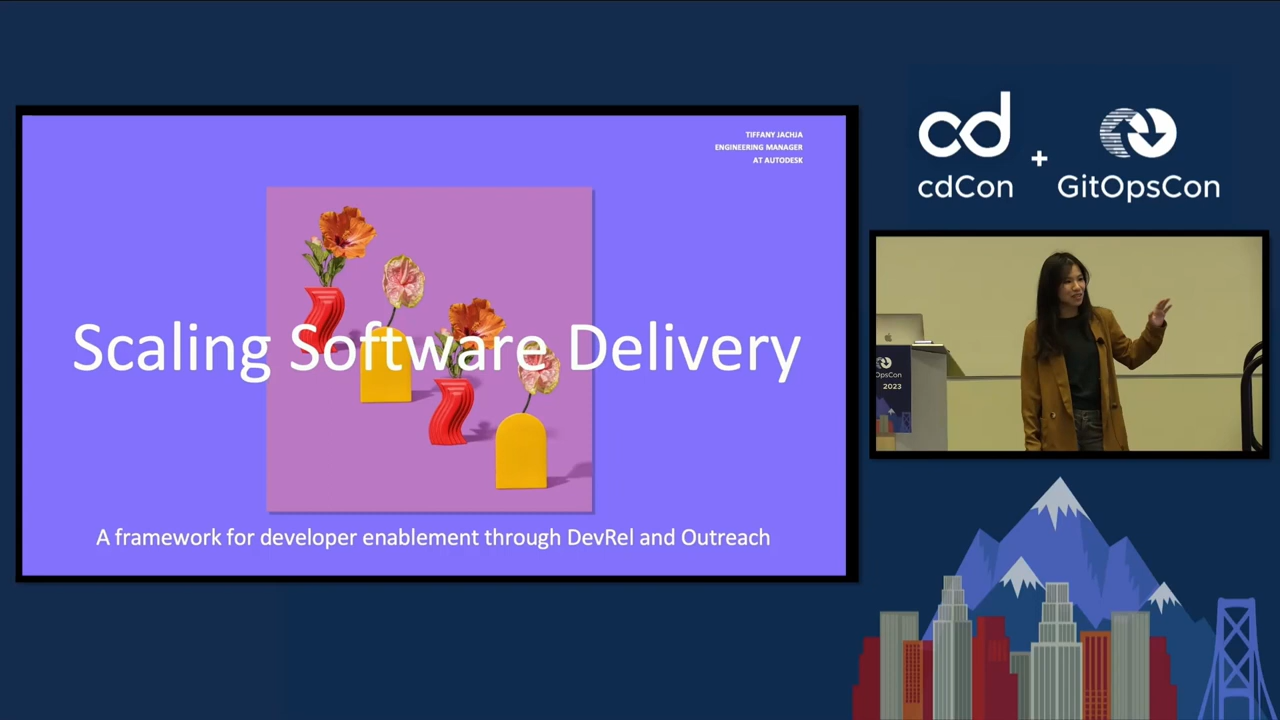 TIFFANY JACHJA
ENGINEERING MANAGER
AT AUTODESK
Scaling Software Delivery
A framework for developer enablement through DevRel and Outreach
cd
cdCon
+
GitOpsCon
OpsCon
2023